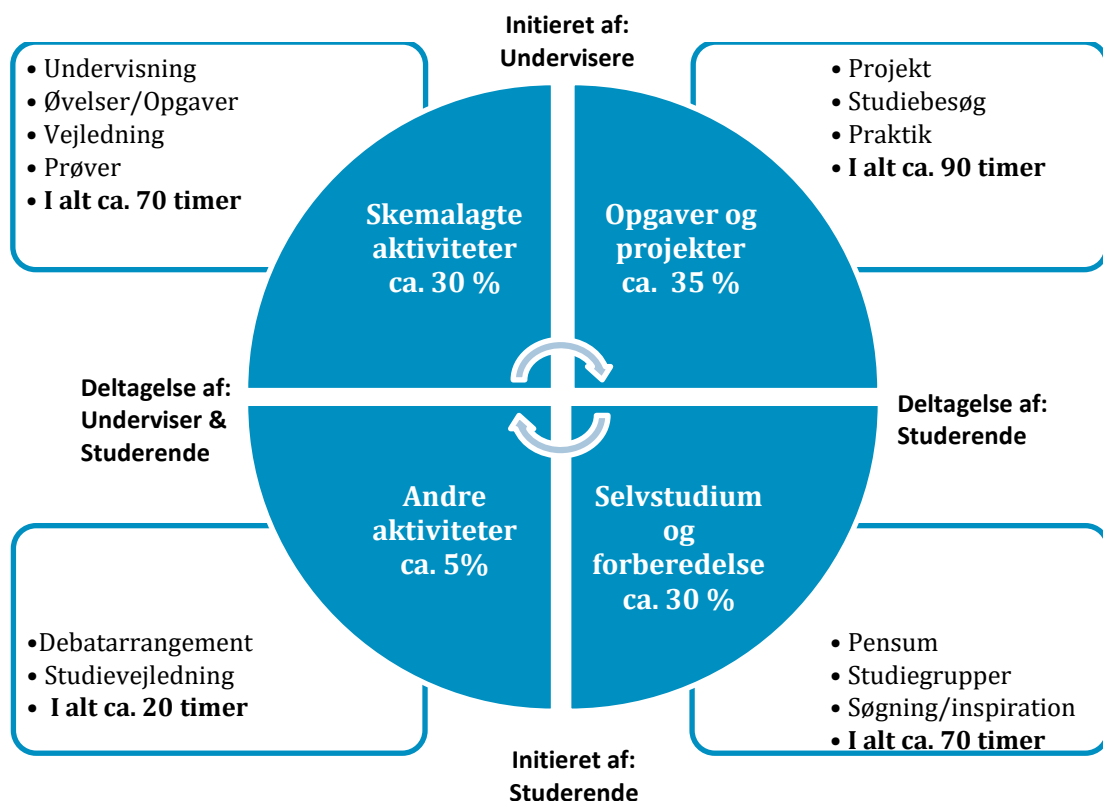 Initieret af:
Undervisere
• Undervisning
• Øvelser/Opgaver
• Vejledning
• Prøver
• I alt ca. 70 timer
• Projekt
• Studiebesøg
• Praktik
• I alt ca. 90 timer
Skemalagte
aktiviteter
ca. 30 %
Opgaver og
projekter
ca. 35 %
Deltagelse af:
Underviser &
Studerende
Deltagelse af:
Studerende
Andre
aktiviteter
ca. 5%
Selvstudium
og
forberedelse
ca. 30 %
•Debatarrangement
• Studievejledning
• I alt ca. 20 timer
• Pensum
• Studiegrupper
• Søgning/inspiration
• I alt ca. 70 timer
Initieret af:
Studerende